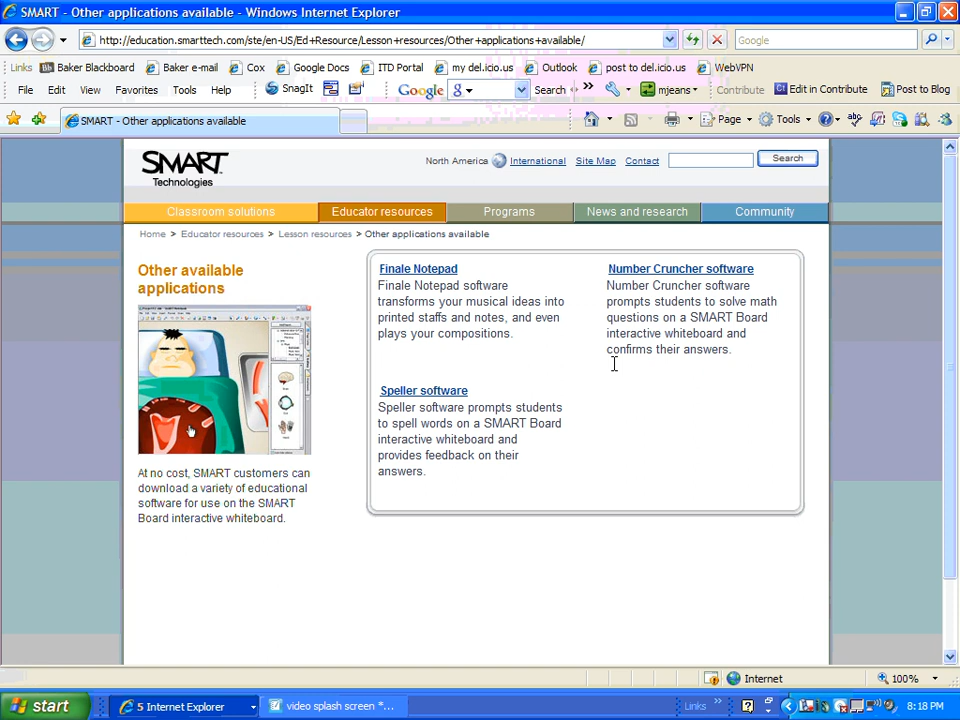 SMART - Other applications available - Windows Internet Explorer
http://education.smarttech.com/ste/en-US/Ed+Resource/Lesson+resources/Other+applications+available/
Google
Links Bb Baker Blackboard Baker e-mail Cox Google Docs ITD Portal my del.icio.us Outlook post to del.icio.us WebVPN
File Edit View Favorites Tools Help SnagIt Google Search » mjeans Contribute Edit in Contribute Post to Blog
SMART - Other applications available Page Tools
SMART
Technologies
North America International Site Map Contact Search
Classroom solutions Educator resources Programs News and research Community
Home > Educator resources > Lesson resources > Other applications available
Other available
applications
At no cost, SMART customers can
download a variety of educational
software for use on the SMART
Board interactive whiteboard.
Finale Notepad
Finale Notepad software
transforms your musical ideas into
printed staffs and notes, and even
plays your compositions.
Number Cruncher software
Number Cruncher software
prompts students to solve math
questions on a SMART Board
interactive whiteboard and
confirms their answers.
Speller software
Speller software prompts students
to spell words on a SMART Board
interactive whiteboard and
provides feedback on their
answers.
Internet 100%
start 5 Internet Explorer video splash screen *... Links » 8:18 PM